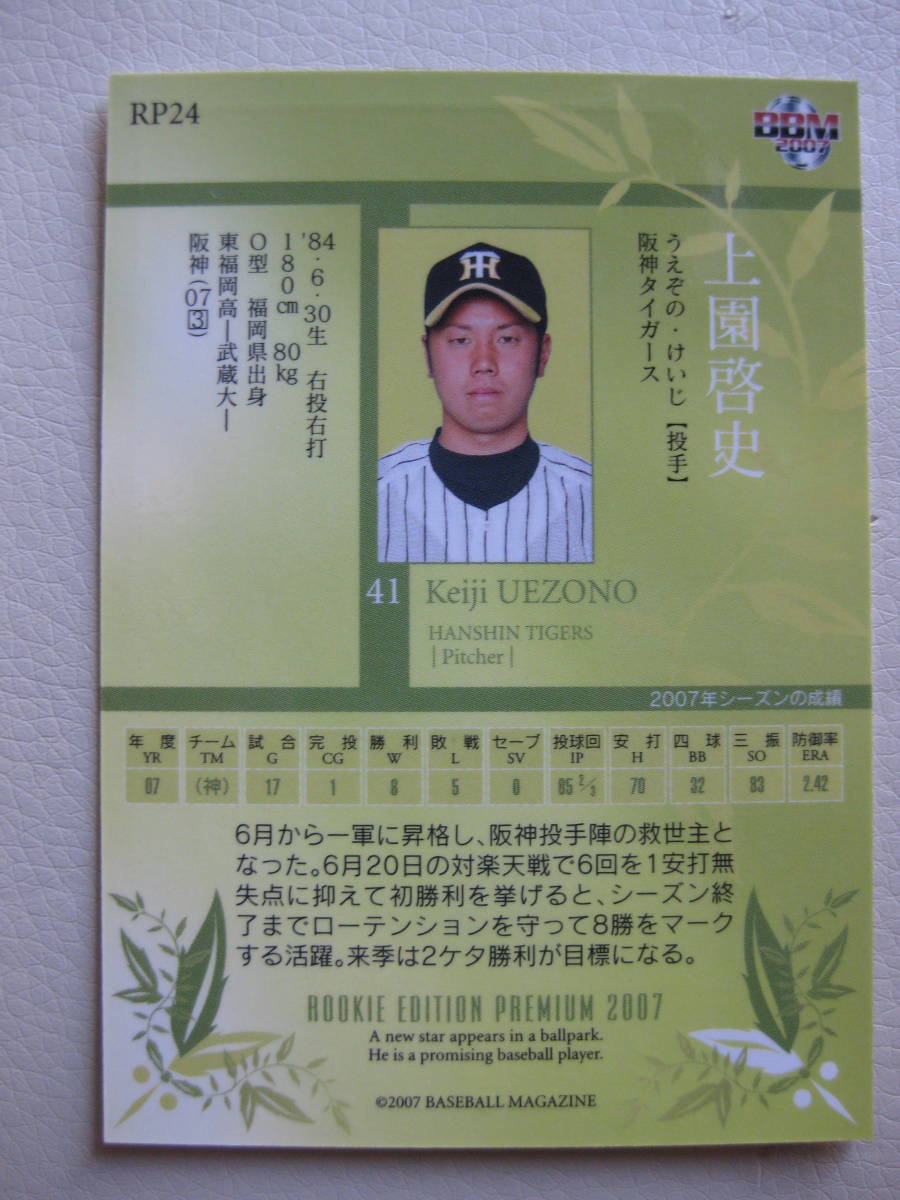 RP24
BBM
2007
上園啓史
うえぞの・けいじ【投手】
阪神タイガース
'84・6・30生 右投右打
180㎝ 80㎏
O型 福岡県出身
東福岡高—武蔵大—
阪神（07③）
41 Keiji UEZONO
HANSHIN TIGERS
| Pitcher |
2007年シーズンの成績
年度 チーム 試合 完投 勝利 敗戦 セーブ 投球回 安打 四球 三振 防御率
YR TM G CG W L SV IP H BB SO ERA
07 （神） 17 1 8 5 0 85 2/3 70 32 83 2.42
6月から一軍に昇格し、阪神投手陣の救世主と
なった。6月20日の対楽天戦で6回を1安打無
失点に抑えて初勝利を挙げると、シーズン終
了までローテンションを守って8勝をマーク
する活躍。来季は2ケタ勝利が目標になる。
ROOKIE EDITION PREMIUM 2007
A new star appears in a ballpark.
He is a promising baseball player.
©2007 BASEBALL MAGAZINE